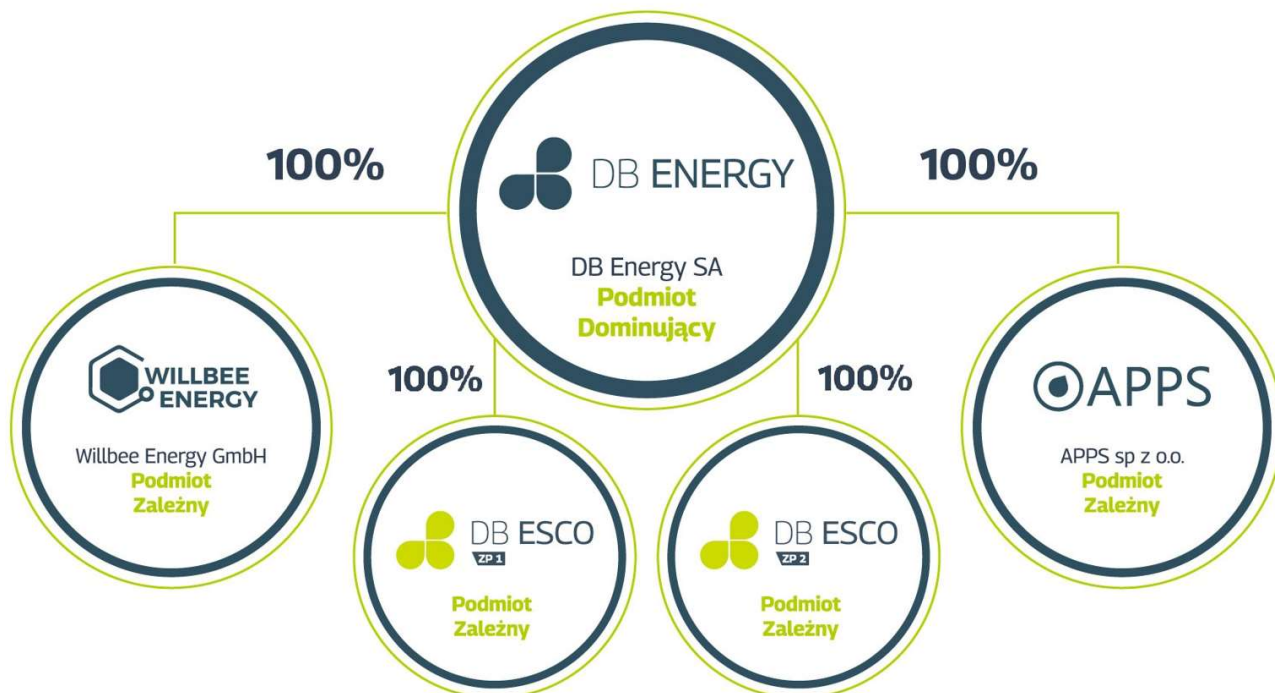 DB ENERGY
DB Energy SA
Podmiot
Dominujący
100%
100%
100%
100%
WILLBEE
ENERGY
Willbee Energy GmbH
Podmiot
Zależny
DB ESCO
ZP 1
Podmiot
Zależny
DB ESCO
ZP 2
Podmiot
Zależny
APPS
APPS sp z o.o.
Podmiot
Zależny